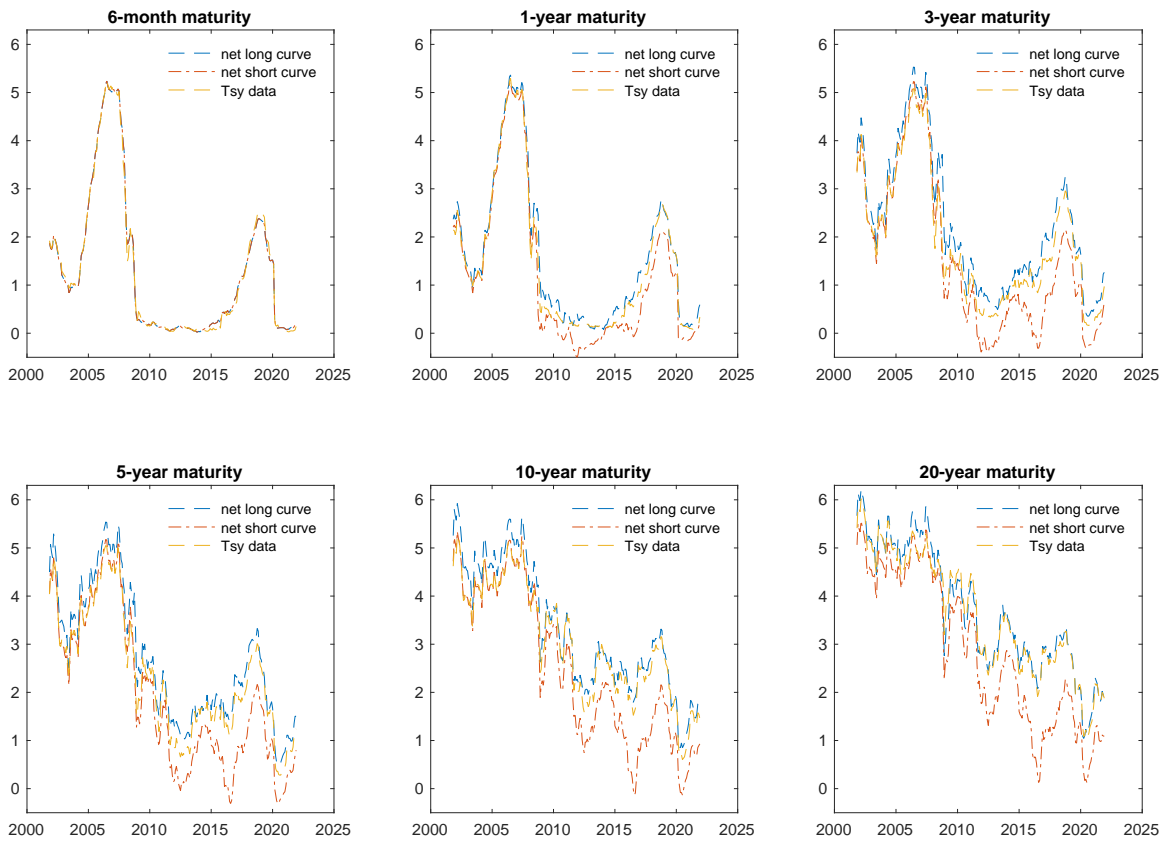 6-month maturity
6
5
4
3
2
1
0
net long curve
net short curve
Tsy data
2000 2005 2010 2015 2020 2025
1-year maturity
6
5
4
3
2
1
0
net long curve
net short curve
Tsy data
2000 2005 2010 2015 2020 2025
3-year maturity
6
5
4
3
2
1
0
net long curve
net short curve
Tsy data
2000 2005 2010 2015 2020 2025
5-year maturity
6
5
4
3
2
1
0
net long curve
net short curve
Tsy data
2000 2005 2010 2015 2020 2025
10-year maturity
6
5
4
3
2
1
0
net long curve
net short curve
Tsy data
2000 2005 2010 2015 2020 2025
20-year maturity
6
5
4
3
2
1
0
net long curve
net short curve
Tsy data
2000 2005 2010 2015 2020 2025